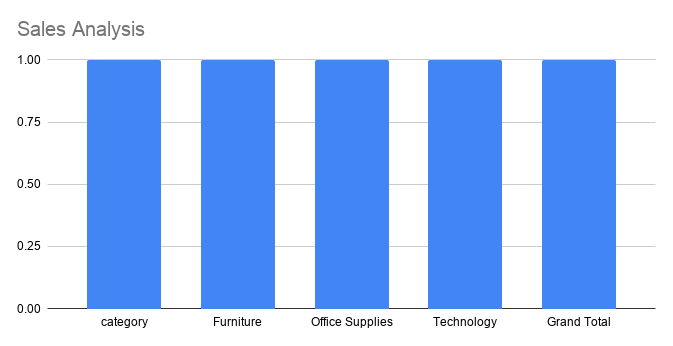 Sales Analysis
1.00
0.75
0.50
0.25
0.00
category Furniture Office Supplies Technology Grand Total